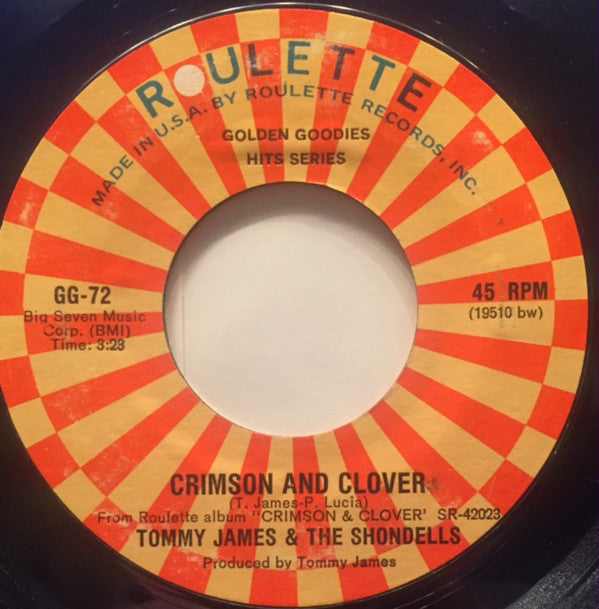 ROULETTE
MADE IN U.S.A. BY ROULETTE RECORDS, INC.
GOLDEN GOODIES
HITS SERIES
GG-72
Big Seven Music
Corp. (BMI)
Time: 3:23
45 RPM
(19510 bw)
CRIMSON AND CLOVER
(T. James-P. Lucia)
From Roulette album "CRIMSON & CLOVER' SR-42023
TOMMY JAMES & THE SHONDELLS
Produced by Tommy James